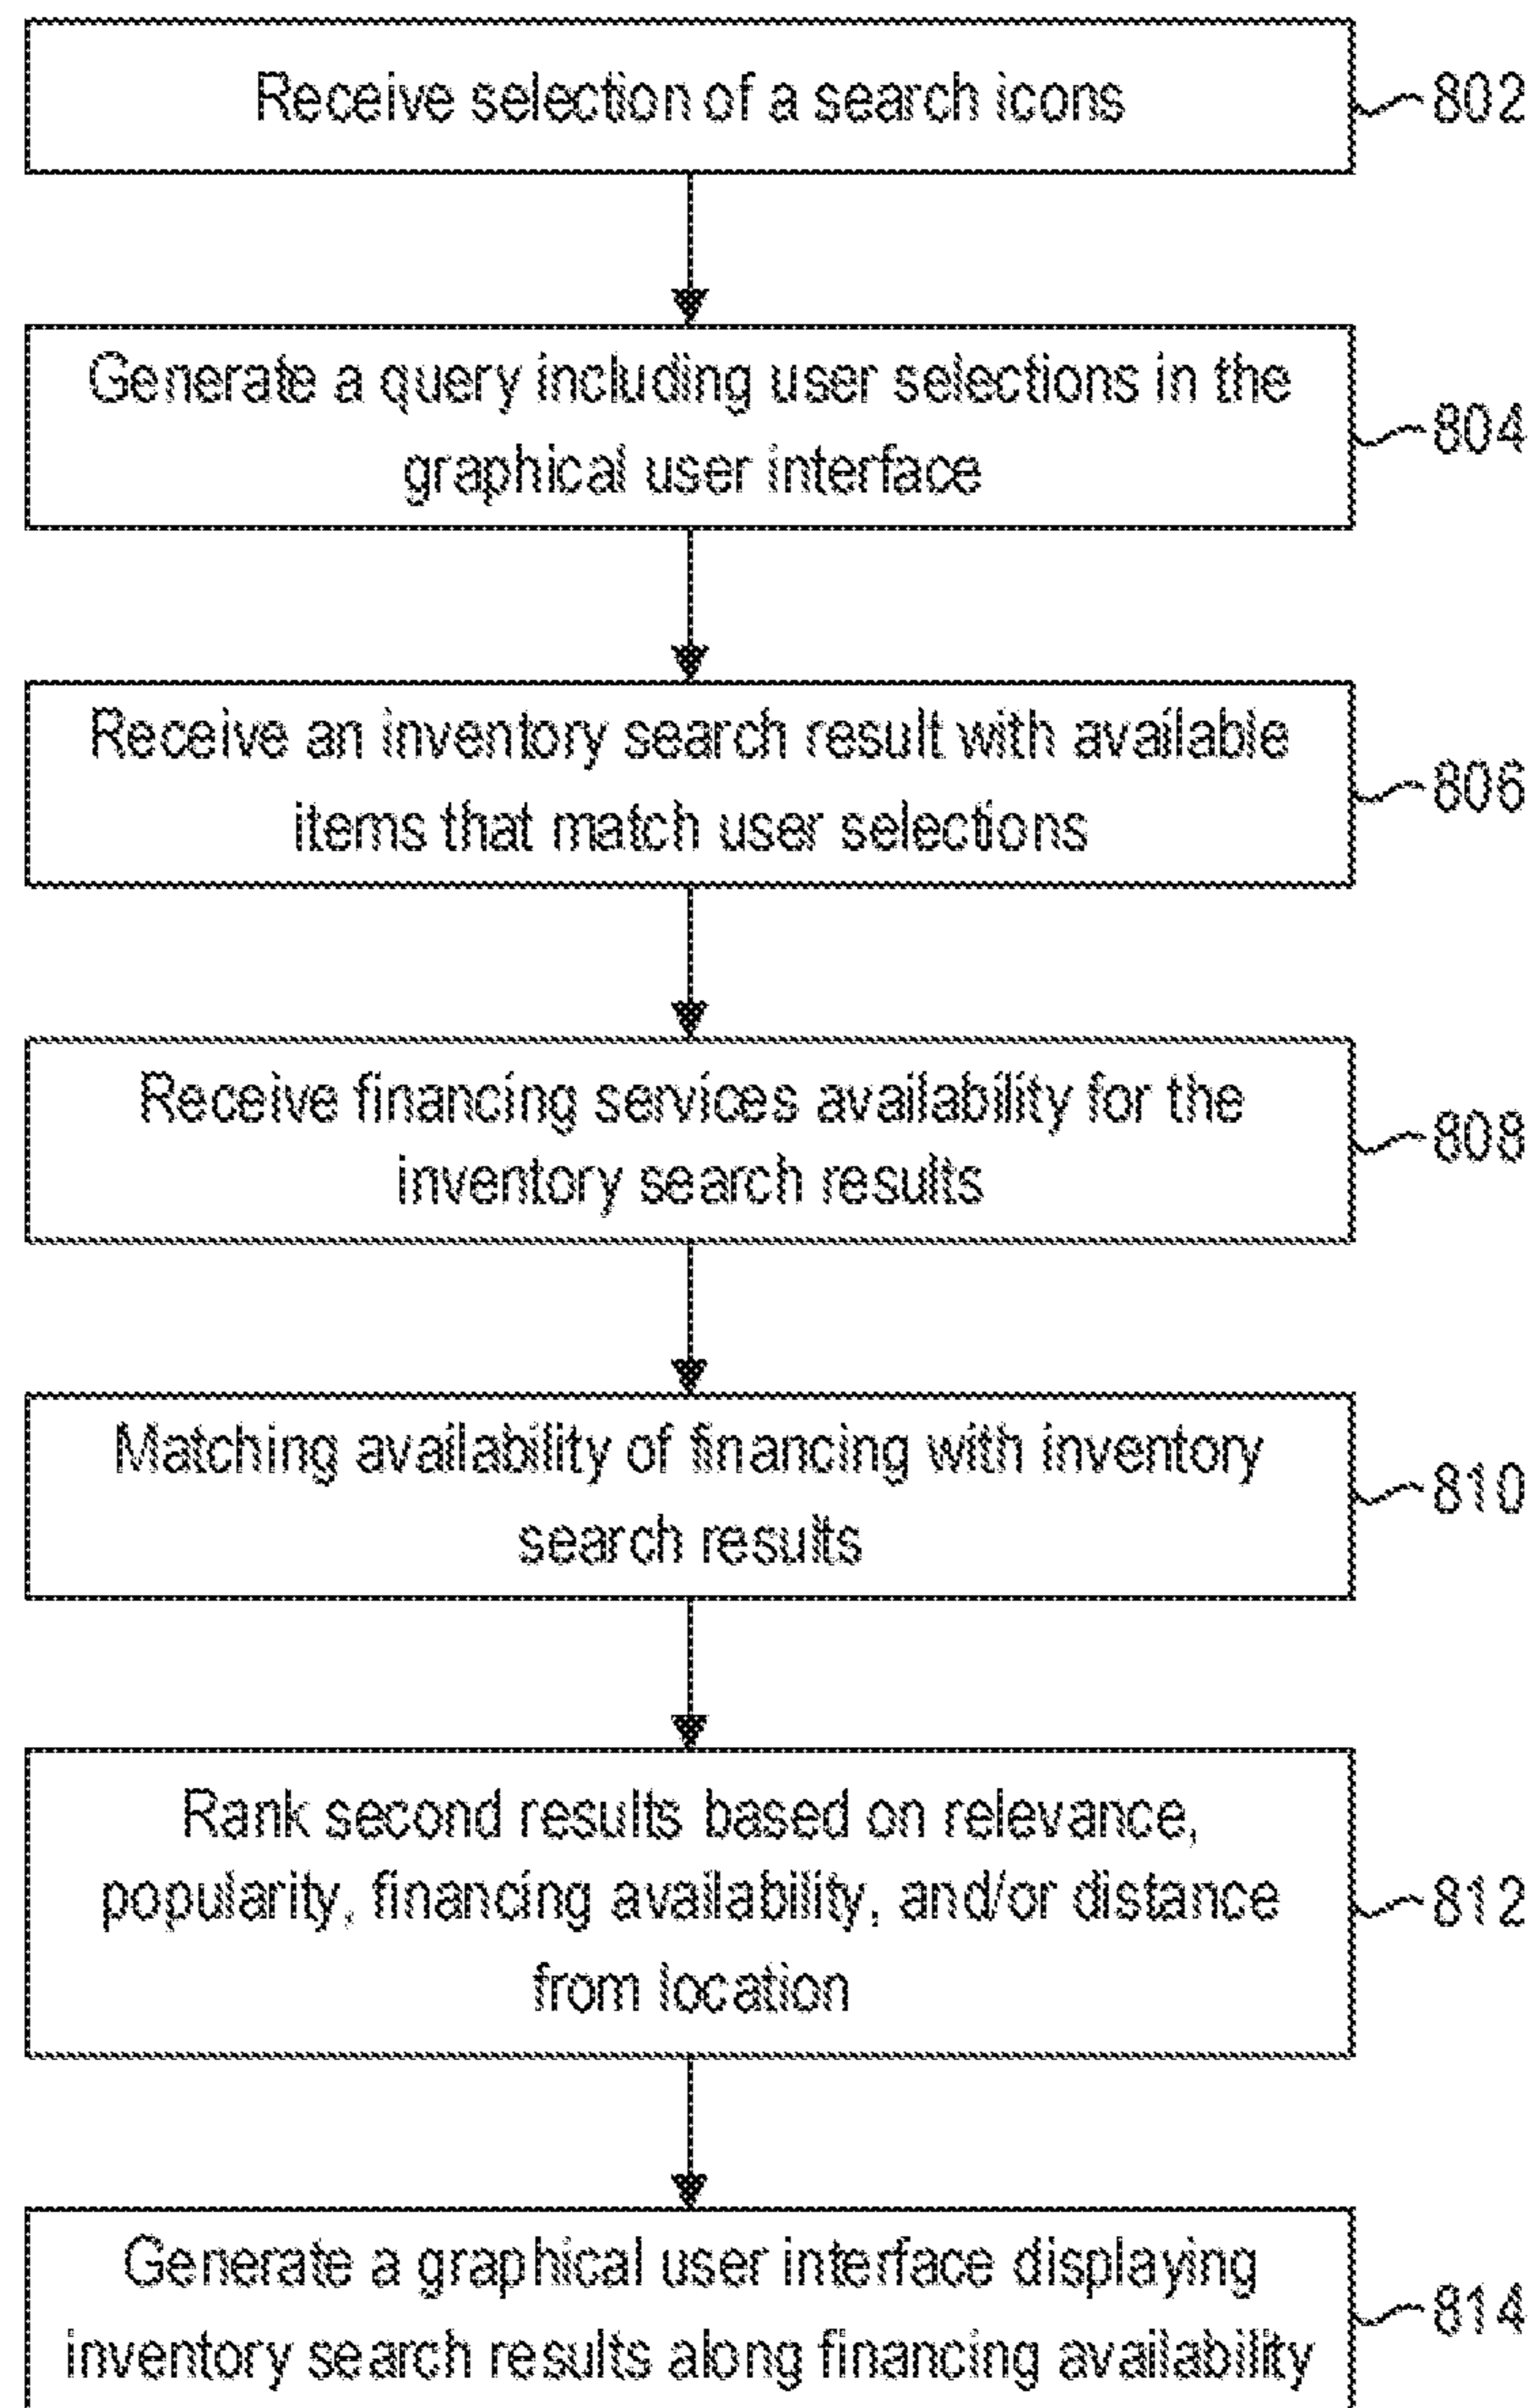 Receive selection of a search icons
802
Generate a query including user selections in the
graphical user interface
804
Receive an inventory search result with available
items that match user selections
806
Receive financing services availability for the
inventory search results
808
Matching availability of financing with inventory
search results
810
Rank second results based on relevance,
popularity, financing availability, and/or distance
from location
812
Generate a graphical user interface displaying
inventory search results along financing availability
814